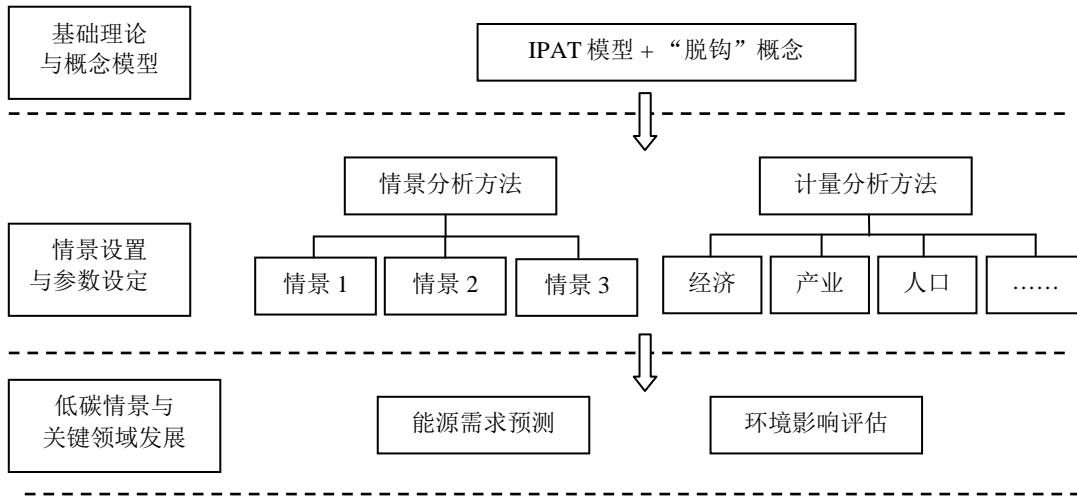 基础理论
与概念模型
IPAT 模型 + “脱钩”概念
情景分析方法
计量分析方法
情景设置
与参数设定
情景 1
情景 2
情景 3
经济
产业
人口
……
低碳情景与
关键领域发展
能源需求预测
环境影响评估